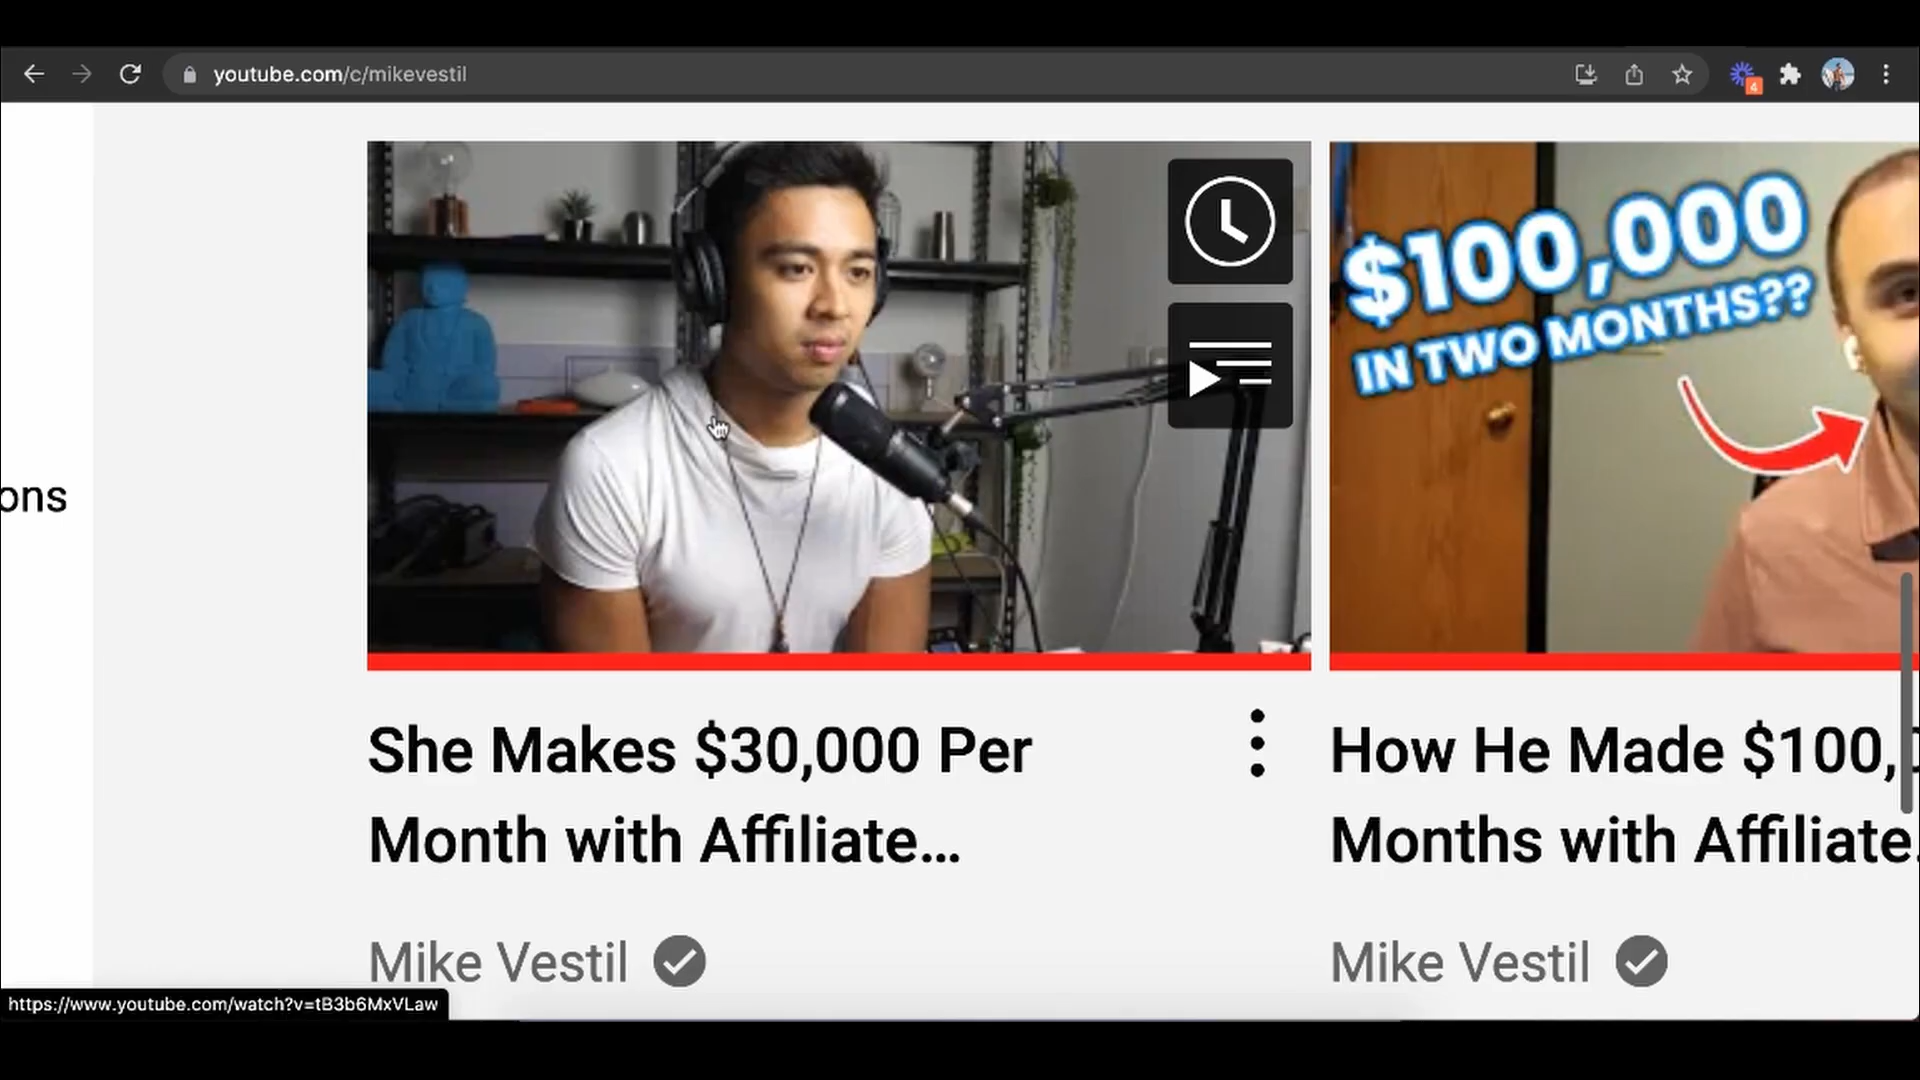 youtube.com/c/mikevestil
4
$100,000
IN TWO MONTHS??
ons
She Makes $30,000 Per
Month with Affiliate...
Mike Vestil
How He Made $100,
Months with Affiliate.
Mike Vestil
https://www.youtube.com/watch?v=tB3b6MxVLaw